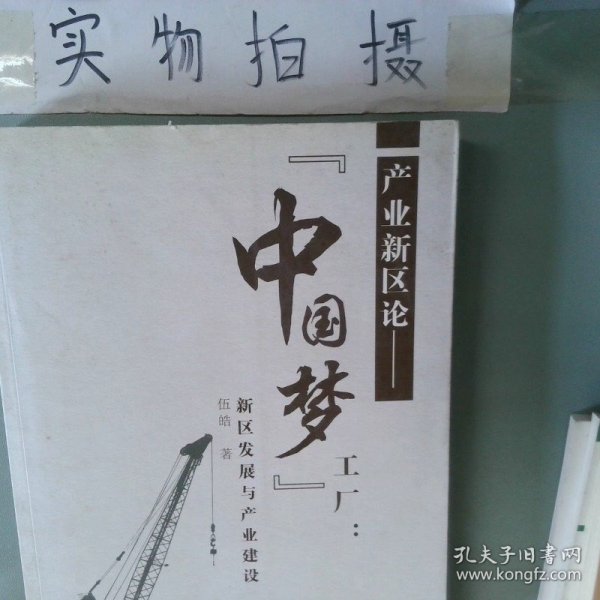 实物拍摄
产业新区论——
『中国梦』工厂：
新区发展与产业建设
伍皓 著
孔夫子旧书网
www.kongfz.com